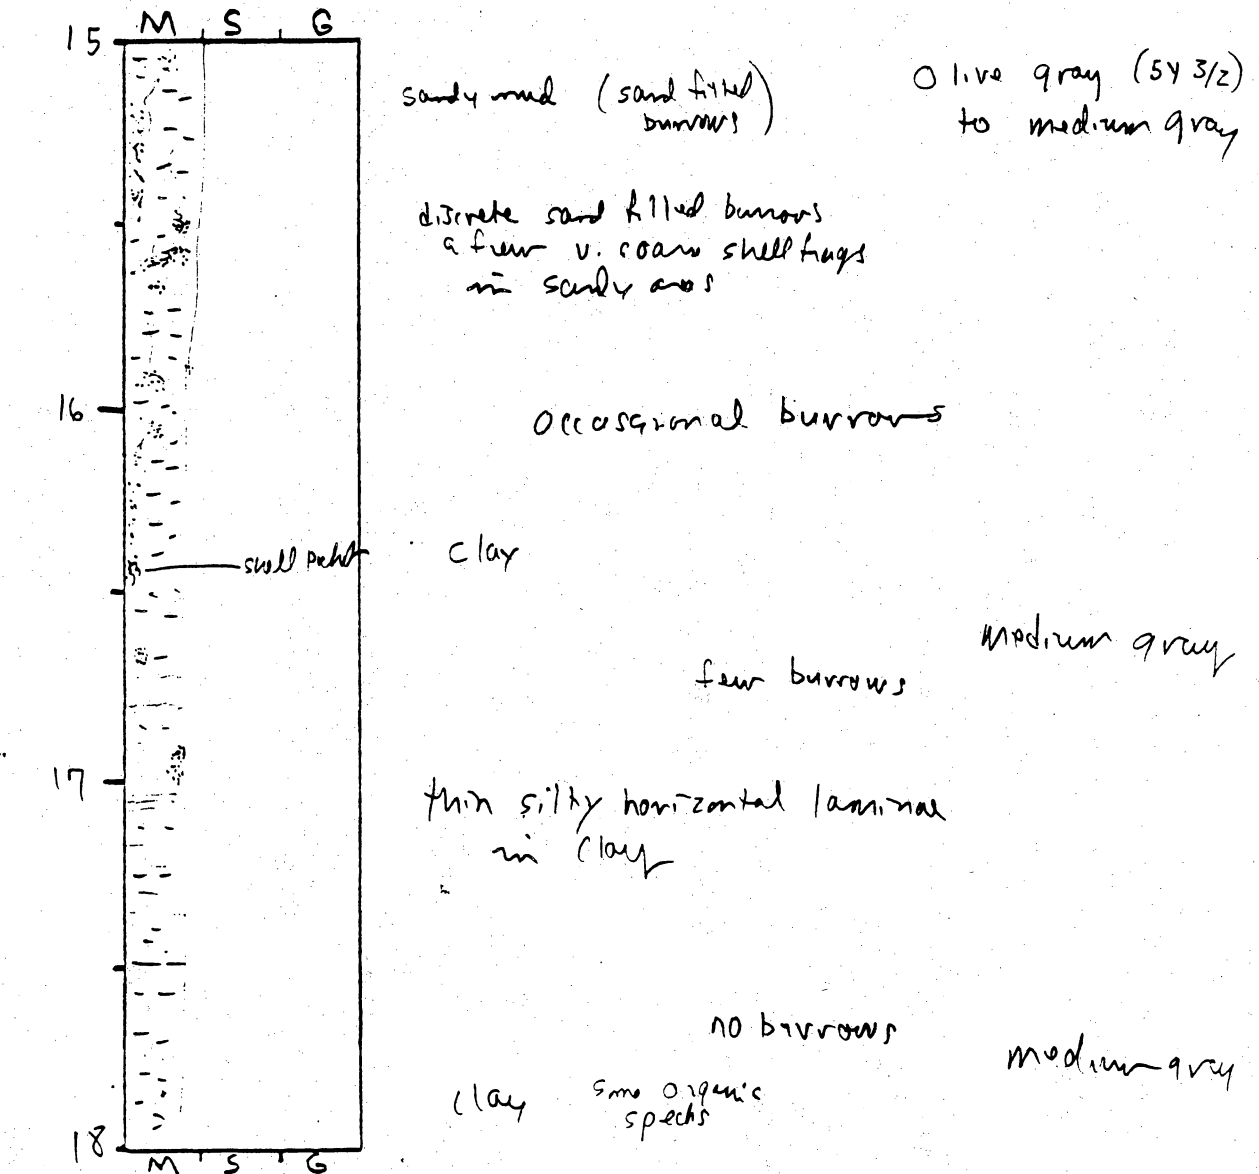 M S G
15
sandy mud (sand filled
burrows)
Olive gray (5Y 3/2)
to medium gray
discrete sand filled burrows
a few v. coarse shell frags
in sandy areas
16
occassional burrows
shell pocket
clay
medium gray
few burrows
17
thin silty horizontal laminae
in clay
no burrows
medium gray
clay some organic
specks
18
M S G